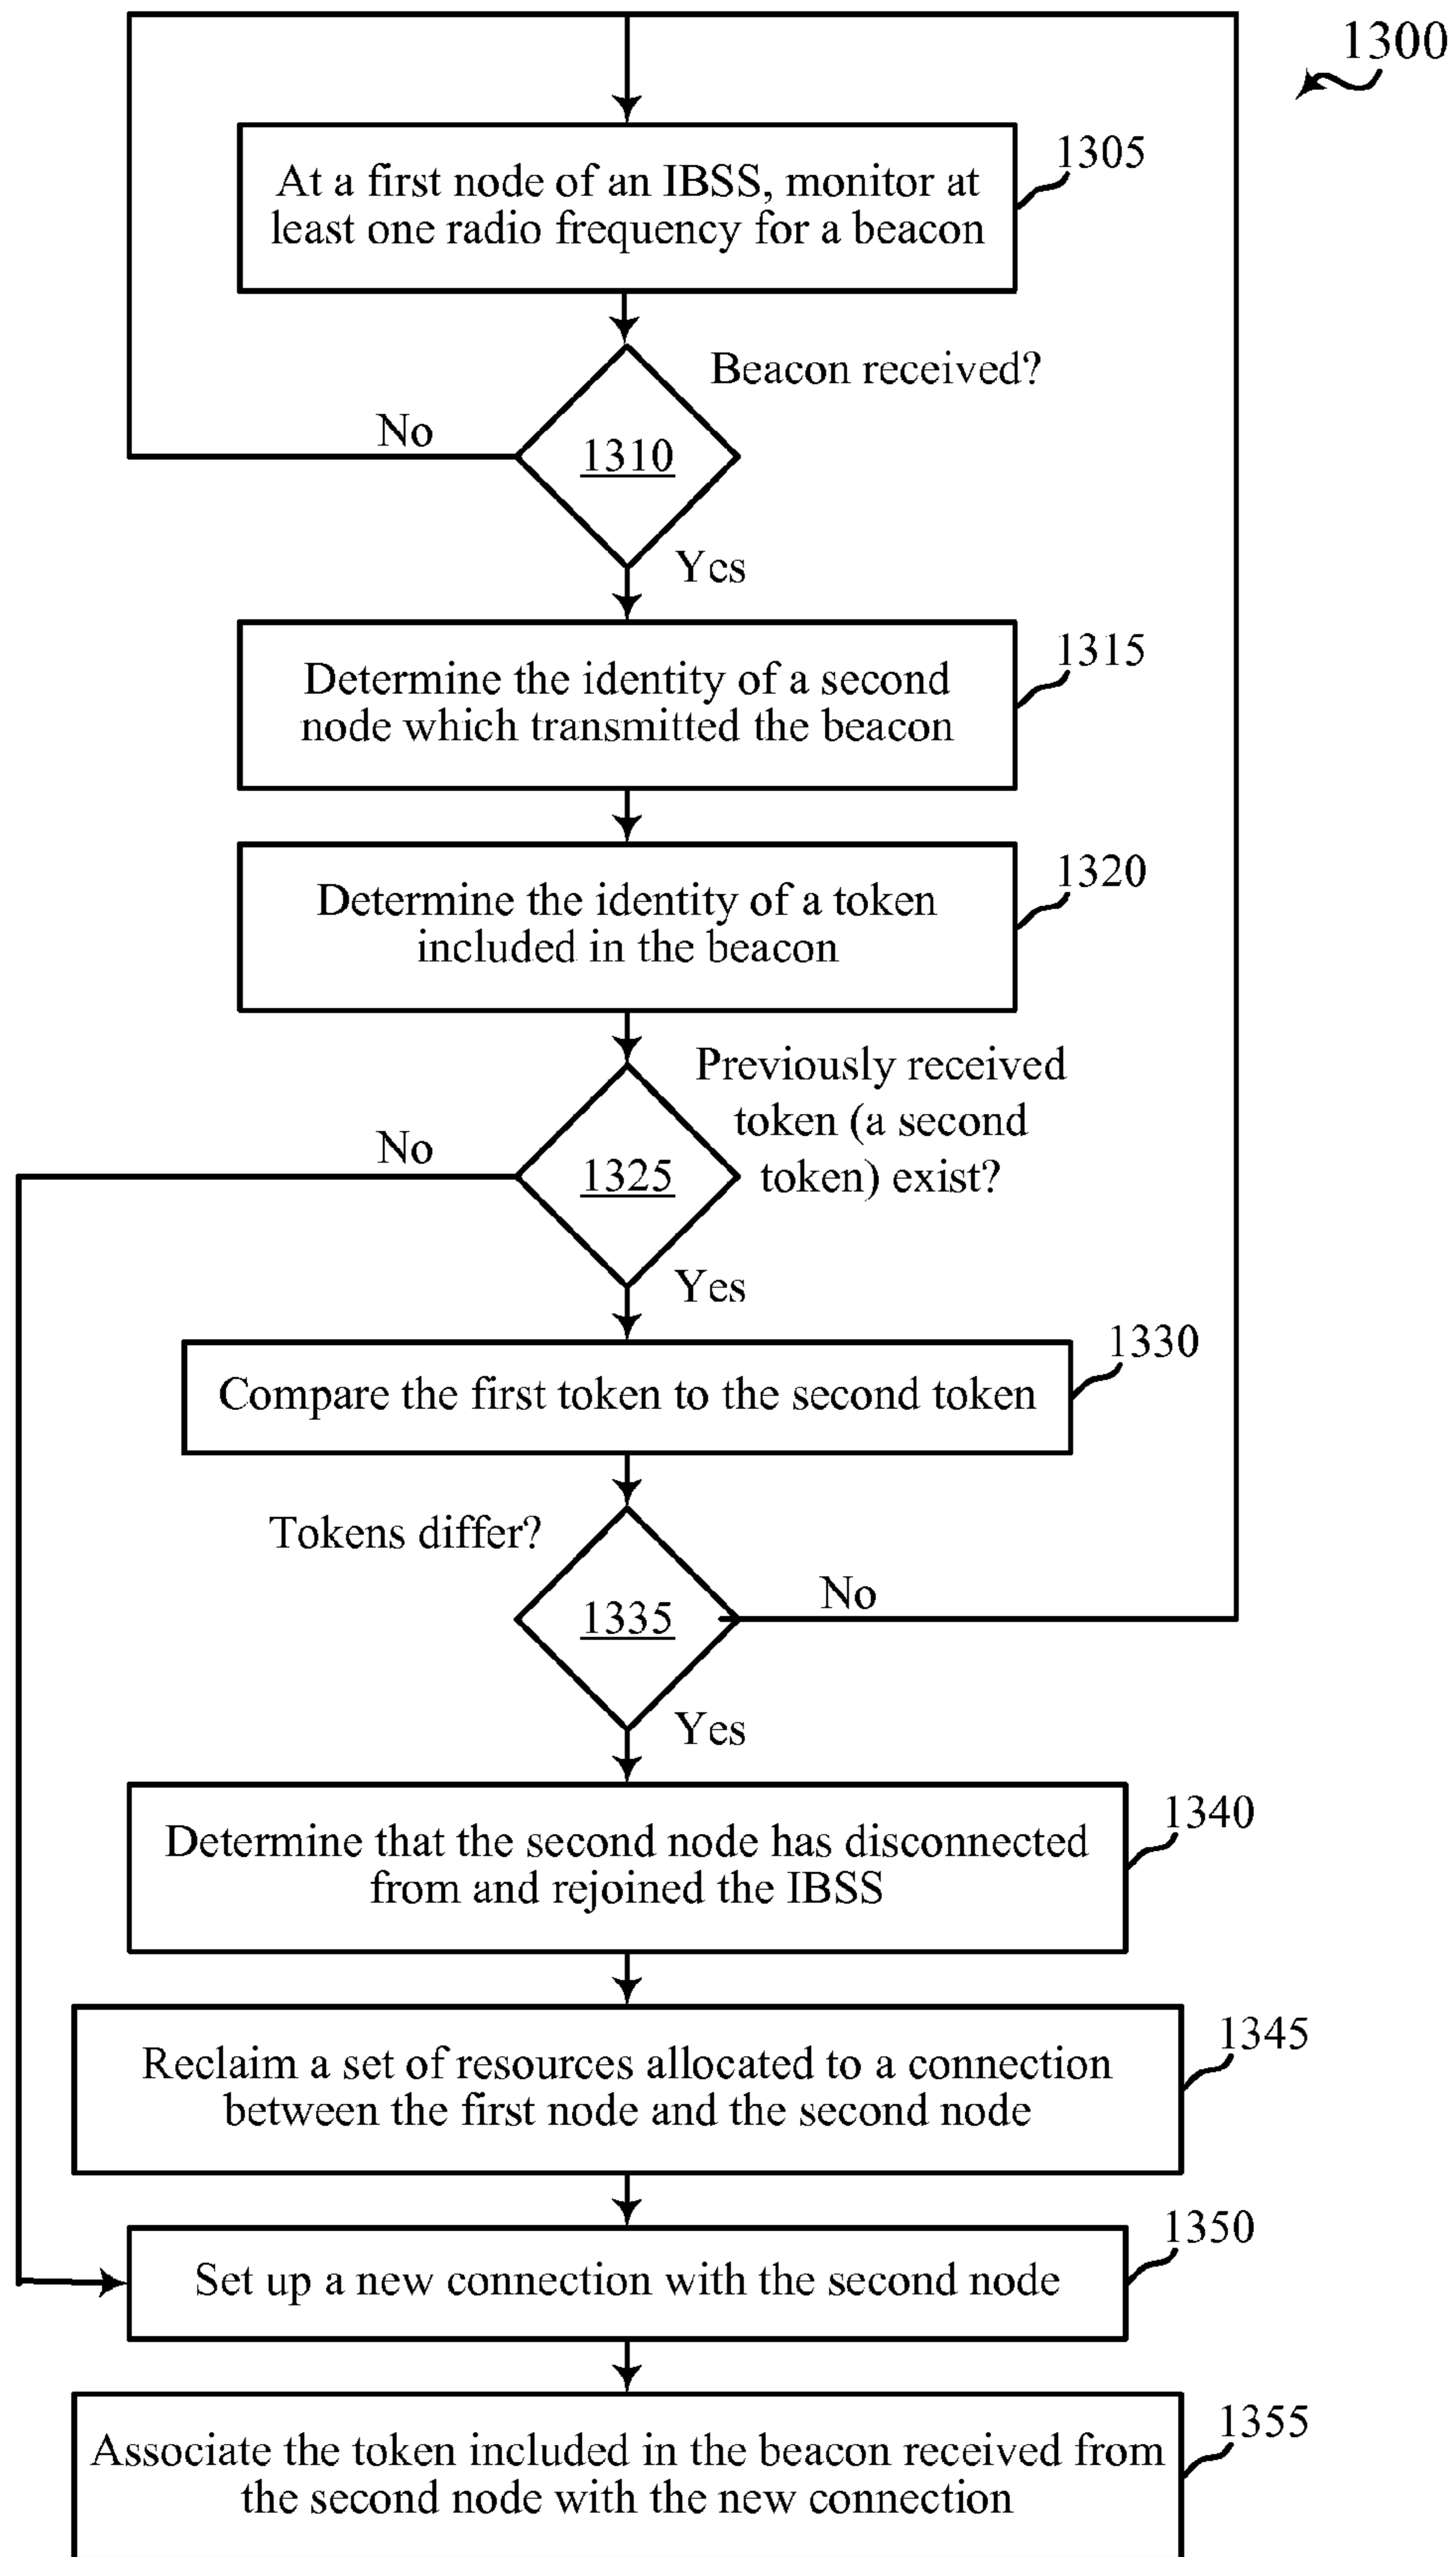 1300
At a first node of an IBSS, monitor at
least one radio frequency for a beacon
1305
Beacon received?
No
1310
Yes
Determine the identity of a second
node which transmitted the beacon
1315
Determine the identity of a token
included in the beacon
1320
Previously received
token (a second
token) exist?
No
1325
Yes
Compare the first token to the second token
1330
Tokens differ?
No
1335
Yes
Determine that the second node has disconnected
from and rejoined the IBSS
1340
Reclaim a set of resources allocated to a connection
between the first node and the second node
1345
Set up a new connection with the second node
1350
Associate the token included in the beacon received from
the second node with the new connection
1355